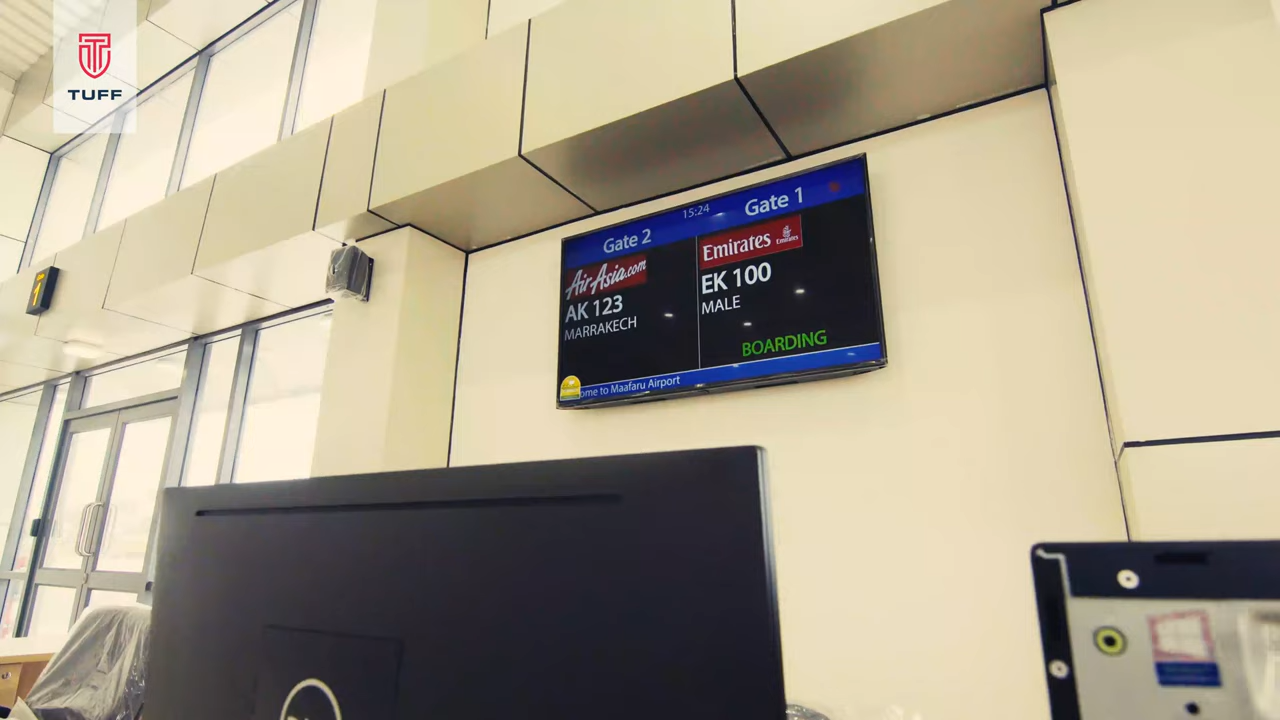 TUFF
1
15:24
Gate 2
Gate 1
AirAsia.com
AK 123
MARRAKECH
Emirates
Emirates
EK 100
MALE
BOARDING
ome to Maafaru Airport